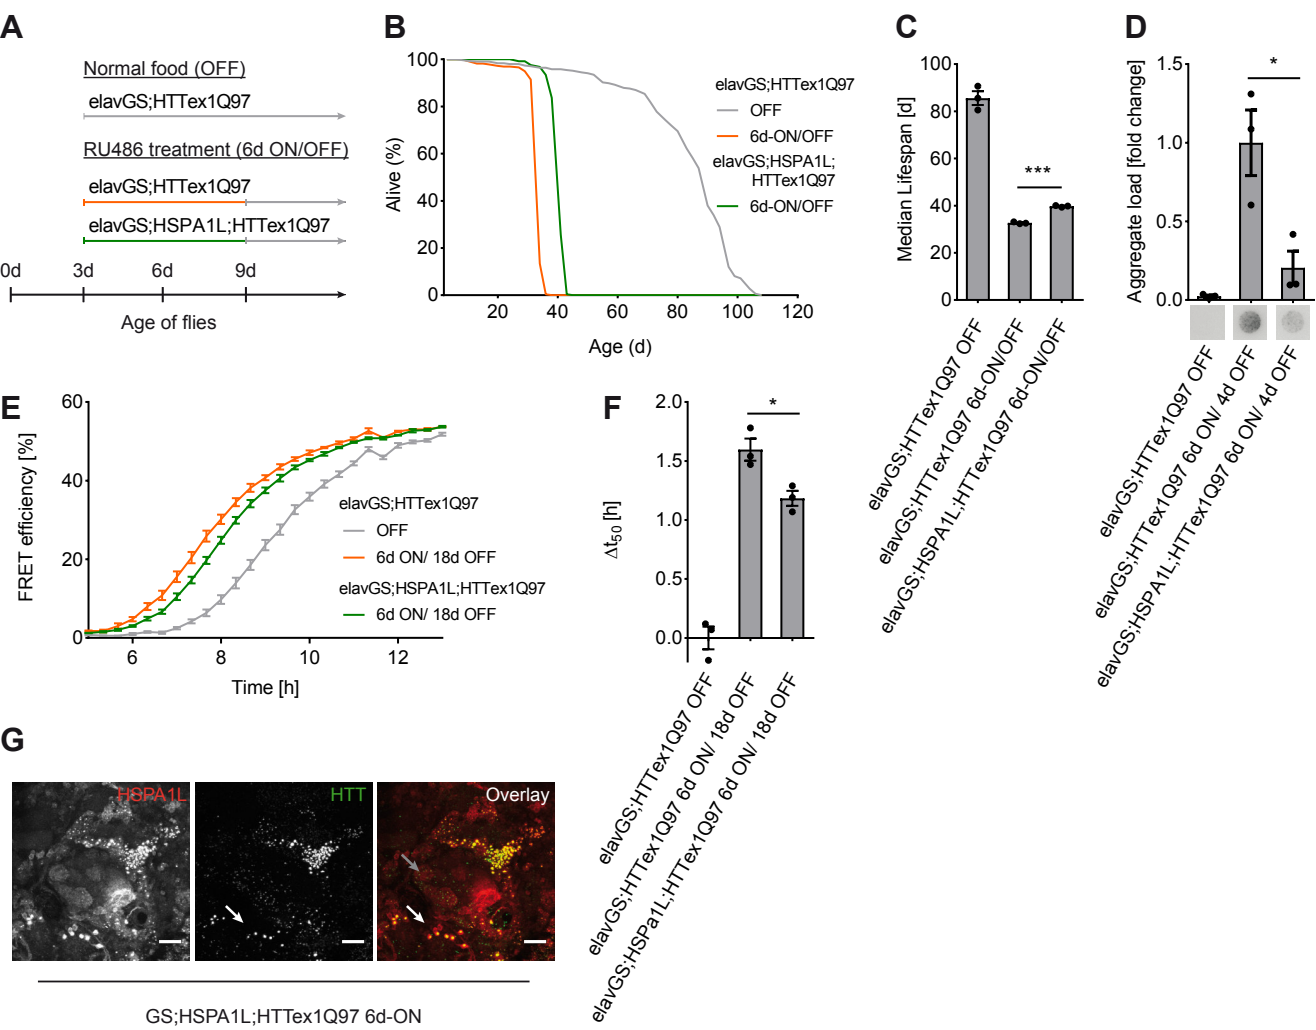 A
Normal food (OFF)
elavGS;HTTex1Q97
RU486 treatment (6d ON/OFF)
elavGS;HTTex1Q97
elavGS;HSPA1L;HTTex1Q97
0d 3d 6d 9d
Age of flies
B
Alive (%)
100
80
60
40
20
0
20 40 60 80 100 120
Age (d)
elavGS;HTTex1Q97
OFF
6d-ON/OFF
elavGS;HSPA1L;
HTTex1Q97
6d-ON/OFF
C
Median Lifespan [d]
100
80
60
40
20
0
***
elavGS;HTTex1Q97 OFF
elavGS;HTTex1Q97 6d-ON/OFF
elavGS;HSPA1L;HTTex1Q97 6d-ON/OFF
D
Aggregate load [fold change]
1.5
1.0
0.5
0.0
*
elavGS;HTTex1Q97 OFF
elavGS;HTTex1Q97 6d ON/ 4d OFF
elavGS;HSPA1L;HTTex1Q97 6d ON/ 4d OFF
E
FRET efficiency [%]
60
40
20
0
6 8 10 12
Time [h]
elavGS;HTTex1Q97
OFF
6d ON/ 18d OFF
elavGS;HSPA1L;HTTex1Q97
6d ON/ 18d OFF
F
Δt50 [h]
2.0
1.5
1.0
0.5
0.0
*
elavGS;HTTex1Q97 OFF
elavGS;HTTex1Q97 6d ON/ 18d OFF
elavGS;HSPa1L;HTTex1Q97 6d ON/ 18d OFF
G
HSPA1L
HTT
Overlay
GS;HSPA1L;HTTex1Q97 6d-ON